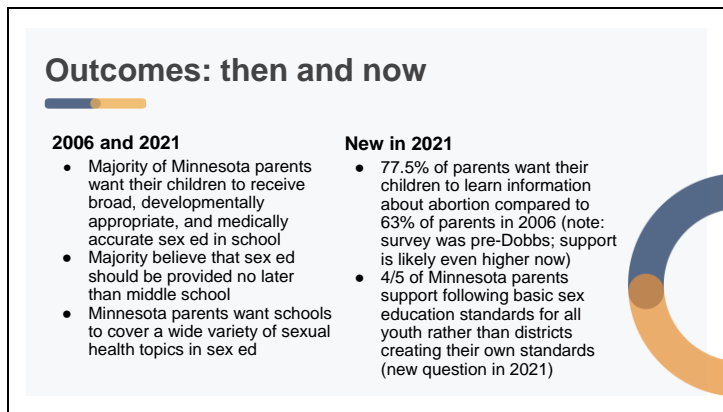 Outcomes: then and now
2006 and 2021
● Majority of Minnesota parents
want their children to receive
broad, developmentally
appropriate, and medically
accurate sex ed in school
● Majority believe that sex ed
should be provided no later
than middle school
● Minnesota parents want schools
to cover a wide variety of sexual
health topics in sex ed
New in 2021
● 77.5% of parents want their
children to learn information
about abortion compared to
63% of parents in 2006 (note:
survey was pre-Dobbs; support
is likely even higher now)
● 4/5 of Minnesota parents
support following basic sex
education standards for all
youth rather than districts
creating their own standards
(new question in 2021)